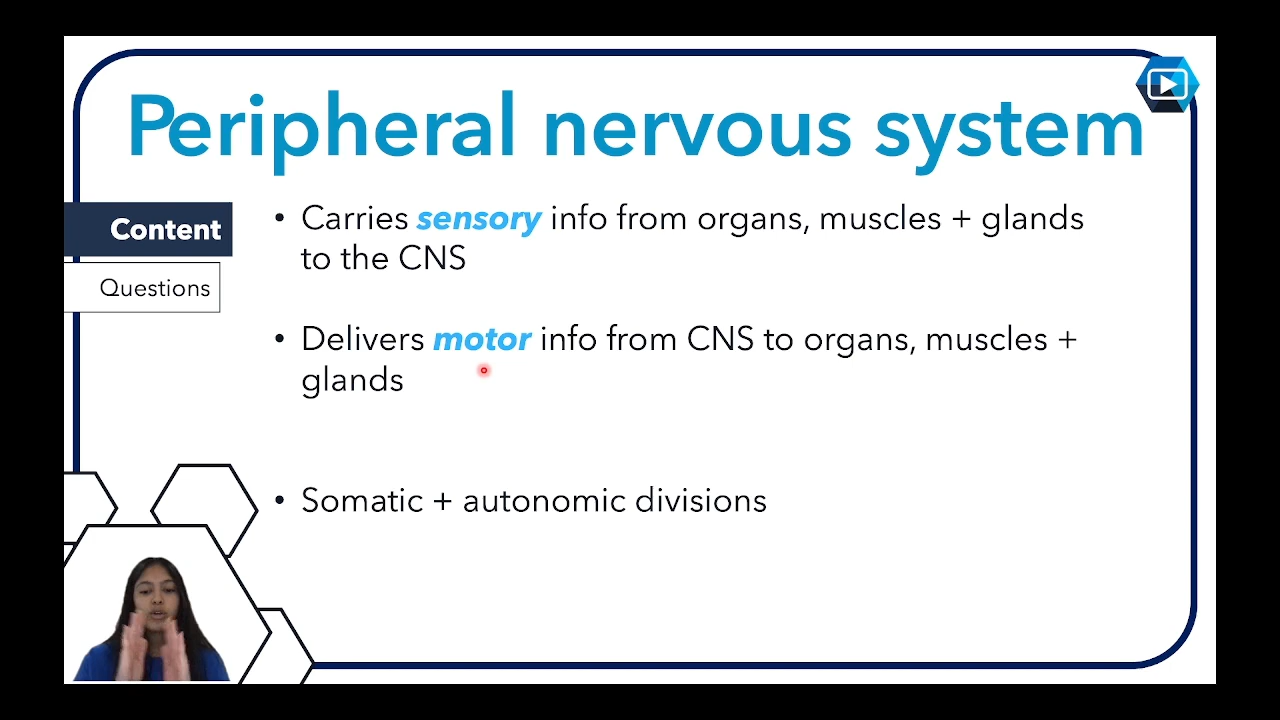 Peripheral nervous system
Content
Questions
• Carries sensory info from organs, muscles + glands
to the CNS
• Delivers motor info from CNS to organs, muscles +
glands
• Somatic + autonomic divisions